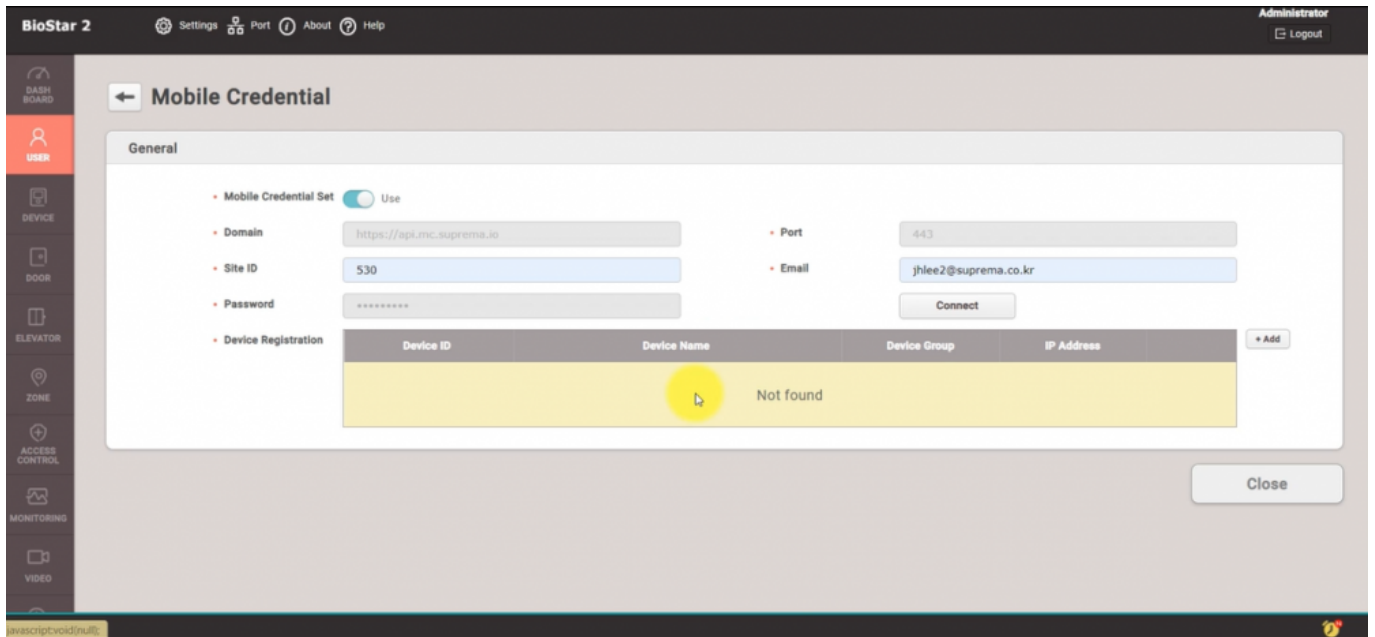 BioStar 2
Settings Port About Help
Administrator
Logout
DASH
BOARD
USER
DEVICE
DOOR
ELEVATOR
ZONE
ACCESS
CONTROL
MONITORING
VIDEO
Mobile Credential
General
• Mobile Credential Set Use
• Domain https://api.mc.suprema.io • Port 443
• Site ID 530 • Email jhlee2@suprema.co.kr
• Password ••••••••• Connect
• Device Registration Device ID Device Name Device Group IP Address + Add
Not found
Close
javascript:void(null);